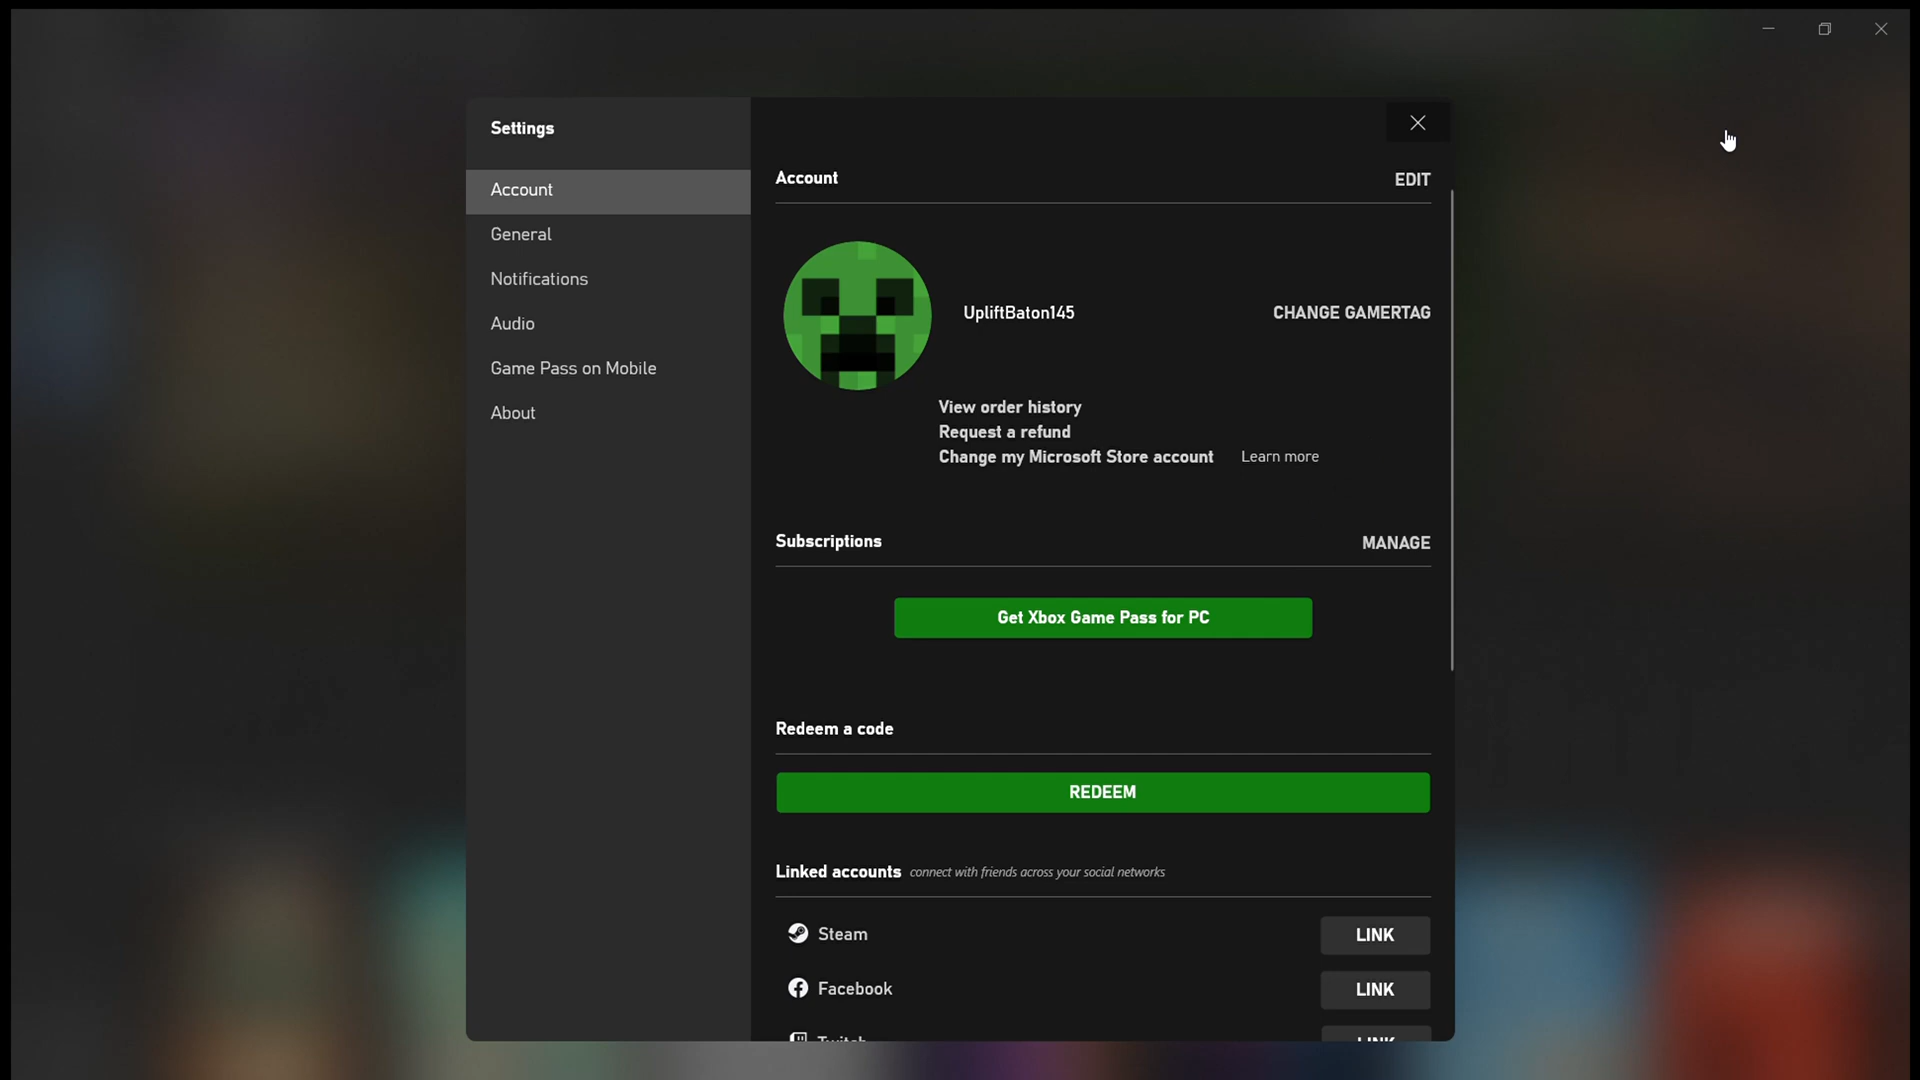 Settings
Account
General
Notifications
Audio
Game Pass on Mobile
About
Account EDIT
UpliftBaton145 CHANGE GAMERTAG
View order history
Request a refund
Change my Microsoft Store account Learn more
Subscriptions MANAGE
Get Xbox Game Pass for PC
Redeem a code
REDEEM
Linked accounts connect with friends across your social networks
Steam LINK
Facebook LINK
Twitch LINK